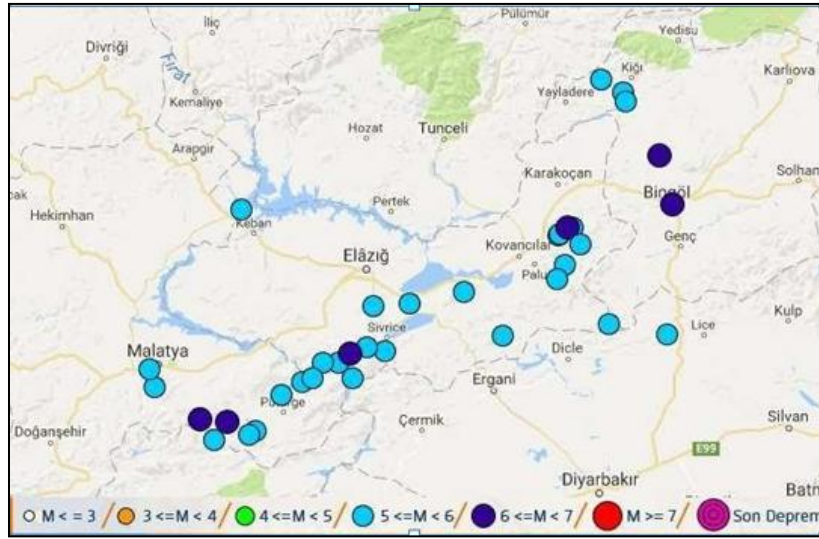 İliç
Pülümür
Yedisu
Divriği
Fırat
Kiğı
Karlıova
Kemaliye
Yayladere
Hozat
Tunceli
Arapgir
Karakoçan
Solhan
Bingöl
Pertek
Hekimhan
Keban
Genç
Kovancılar
Elâzığ
Palu
Sivrice
Kulp
Lice
Malatya
Dicle
Ergani
Çermik
Silvan
Doğanşehir
E99
Diyarbakır
M < = 3 / 3 <=M < 4 / 4 <=M < 5 / 5 <=M < 6 / 6 <=M < 7 / M >= 7 / Son Deprem